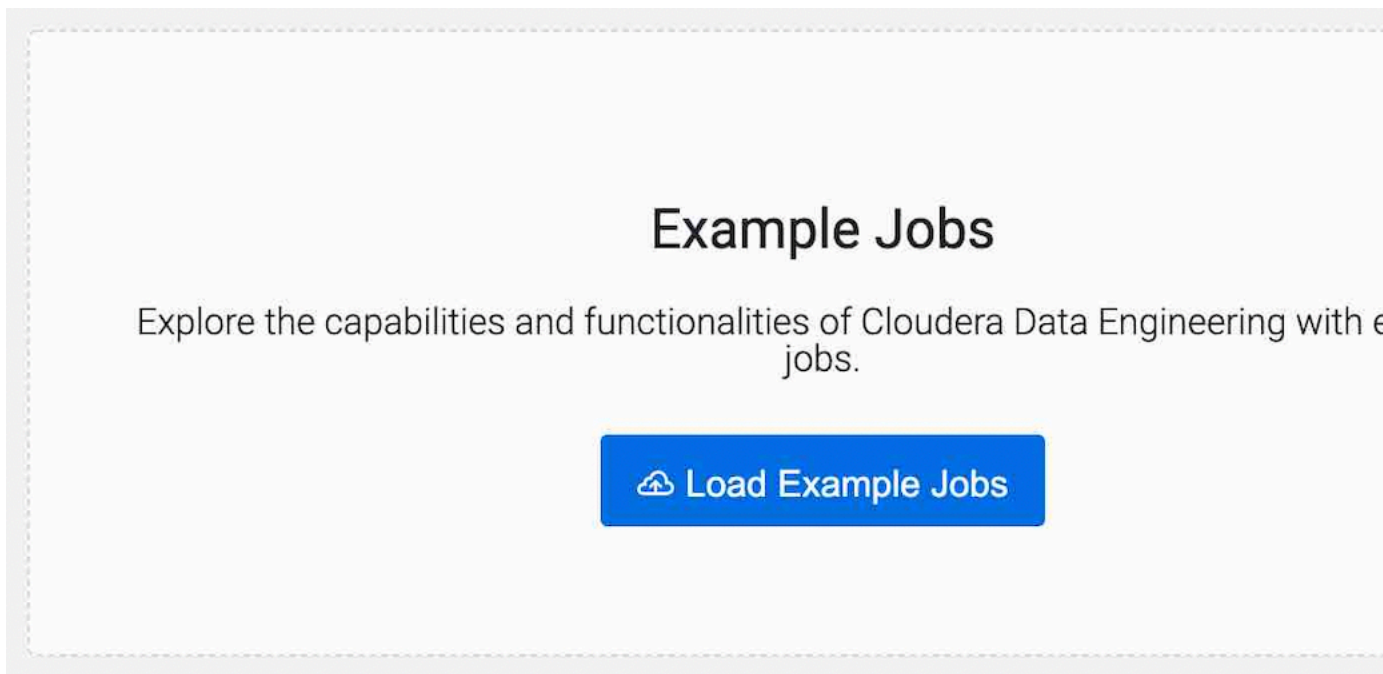 Example Jobs
Explore the capabilities and functionalities of Cloudera Data Engineering with
jobs.
Load Example Jobs